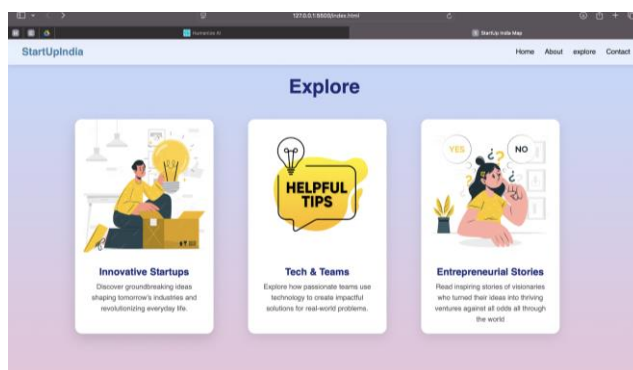 127.0.0.1:5500/index.html
Humanize AI
StartUp India Map
StartUpIndia
Home About explore Contact
Explore
HELPFUL
TIPS
YES
NO
Innovative Startups
Discover groundbreaking ideas
shaping tomorrow's industries and
revolutionizing everyday life.
Tech & Teams
Explore how passionate teams use
technology to create impactful
solutions for real-world problems.
Entrepreneurial Stories
Read inspiring stories of visionaries
who turned their ideas into thriving
ventures against all odds all through
the world